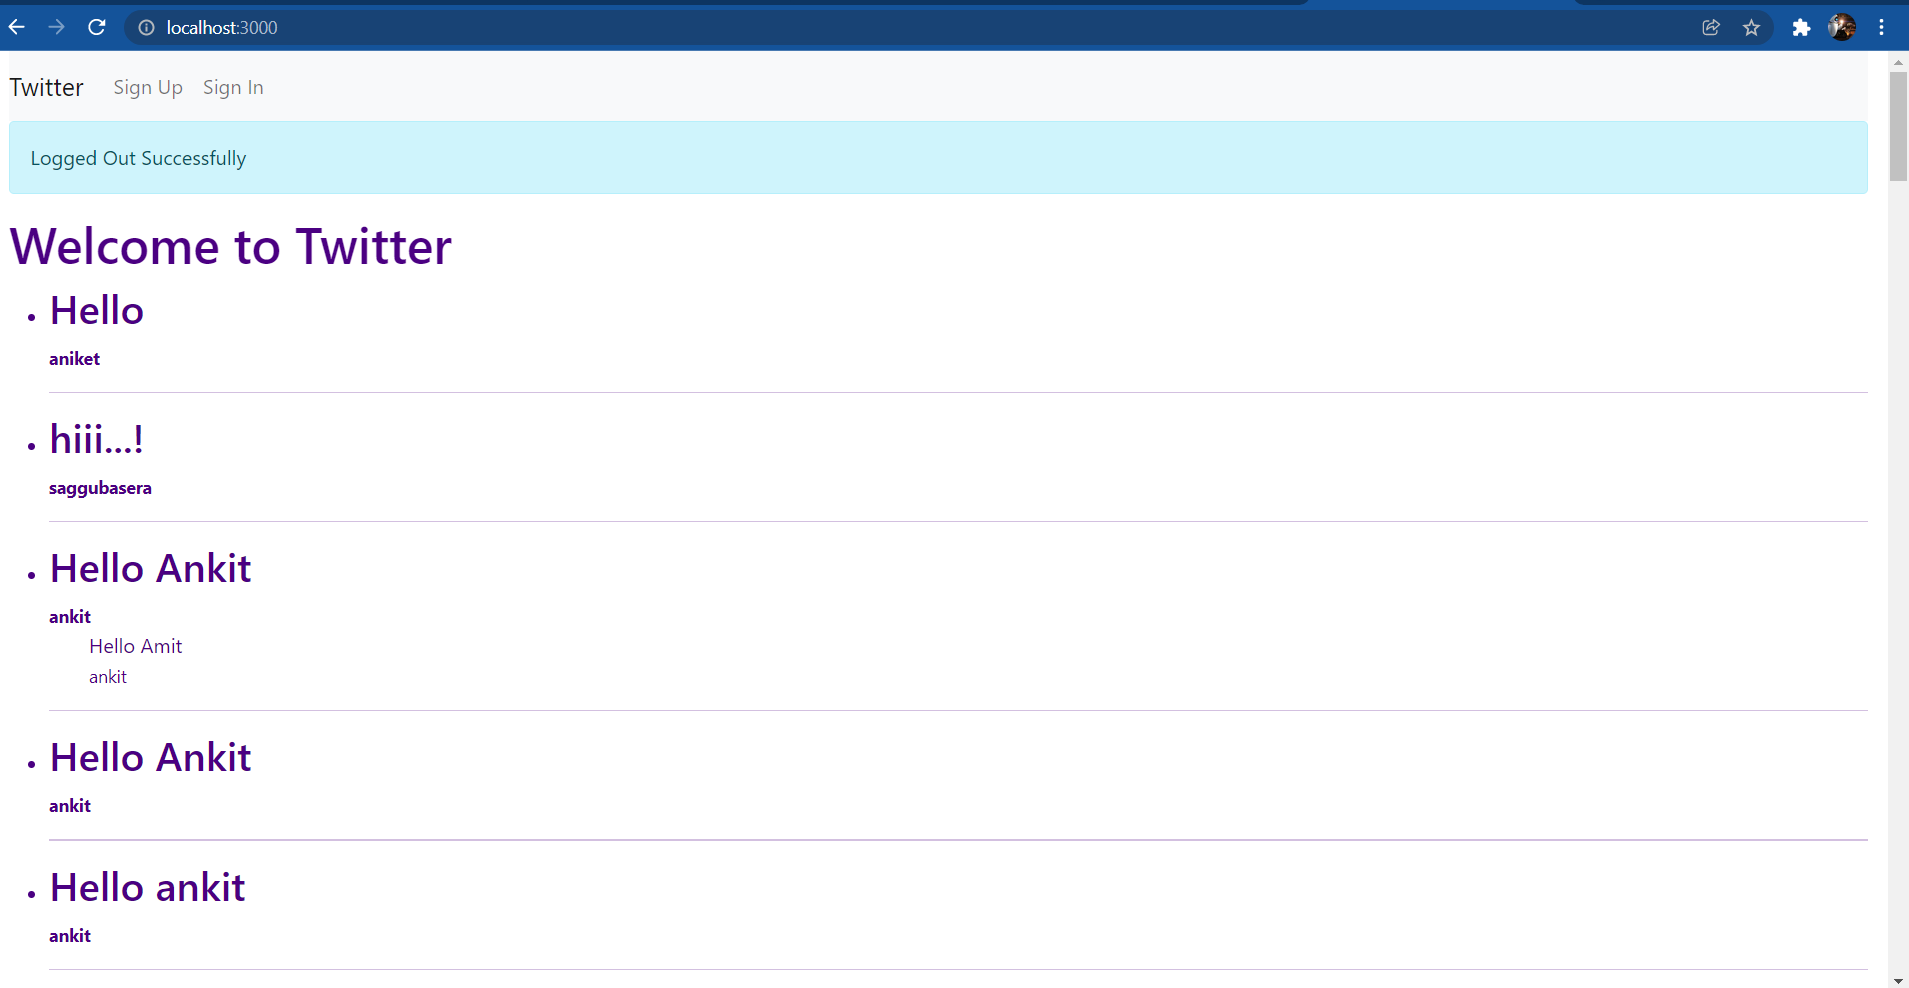 localhost:3000
Twitter Sign Up Sign In
Logged Out Successfully
Welcome to Twitter
Hello
aniket
hiii...!
saggubasera
Hello Ankit
ankit
Hello Amit
ankit
Hello Ankit
ankit
Hello ankit
ankit